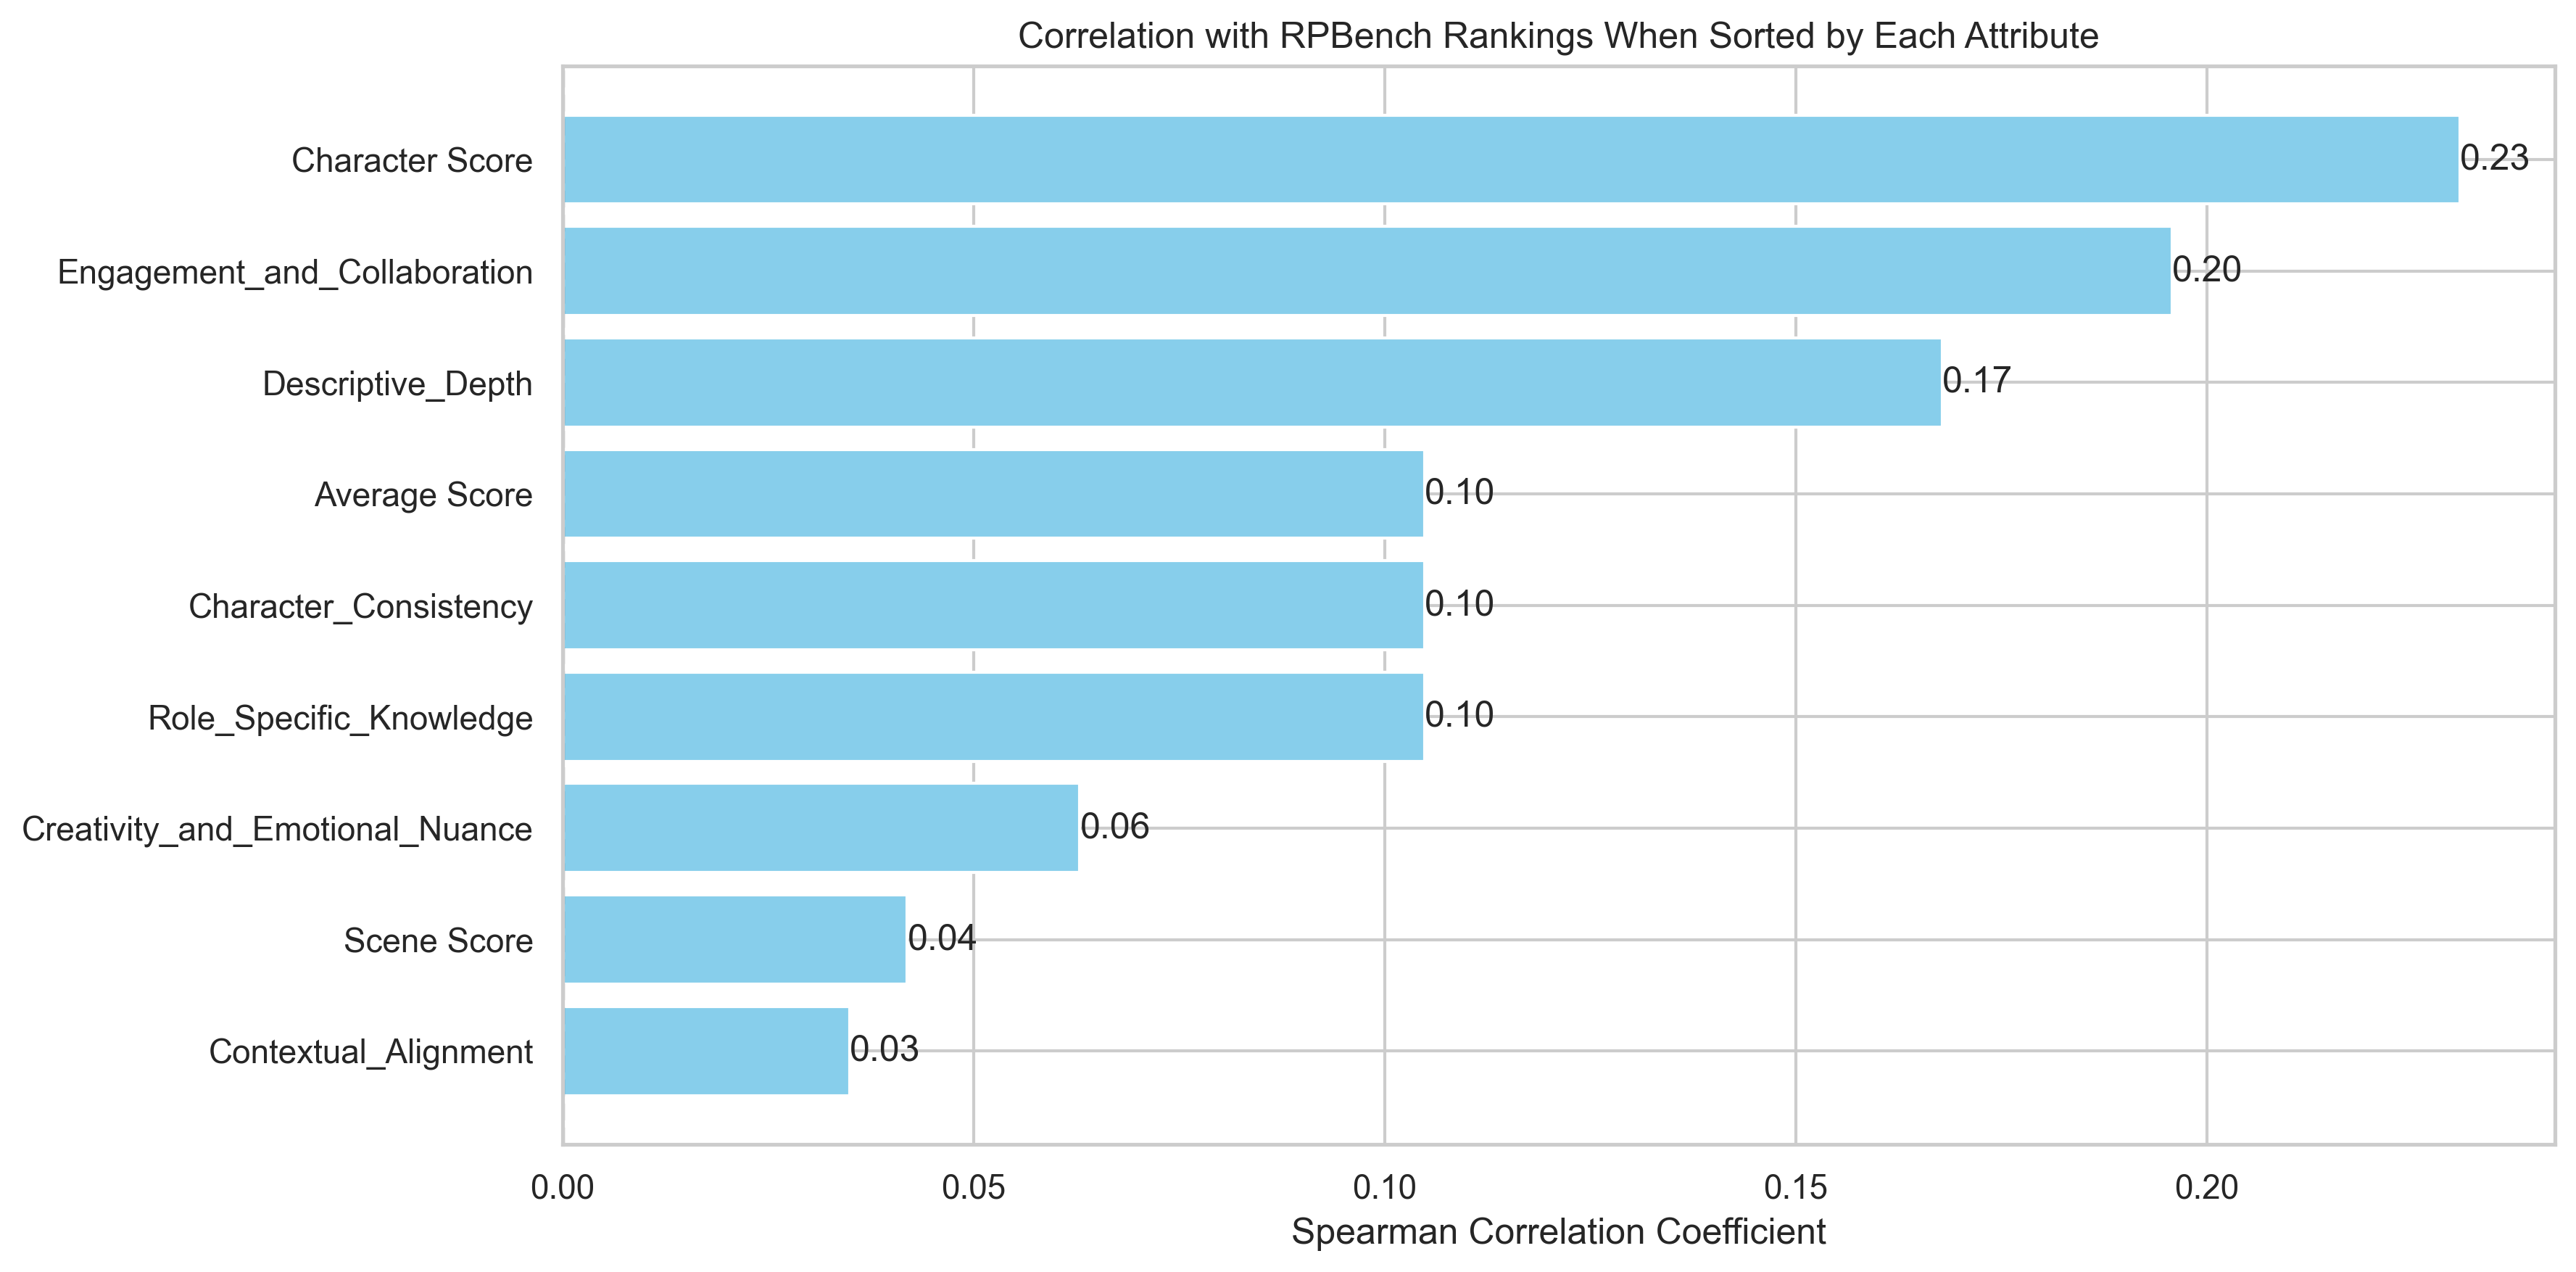 Correlation with RPBench Rankings When Sorted by Each Attribute
Character Score
0.23
Engagement_and_Collaboration
0.20
Descriptive_Depth
0.17
Average Score
0.10
Character_Consistency
0.10
Role_Specific_Knowledge
0.10
Creativity_and_Emotional_Nuance
0.06
Scene Score
0.04
Contextual_Alignment
0.03
0.00 0.05 0.10 0.15 0.20
Spearman Correlation Coefficient